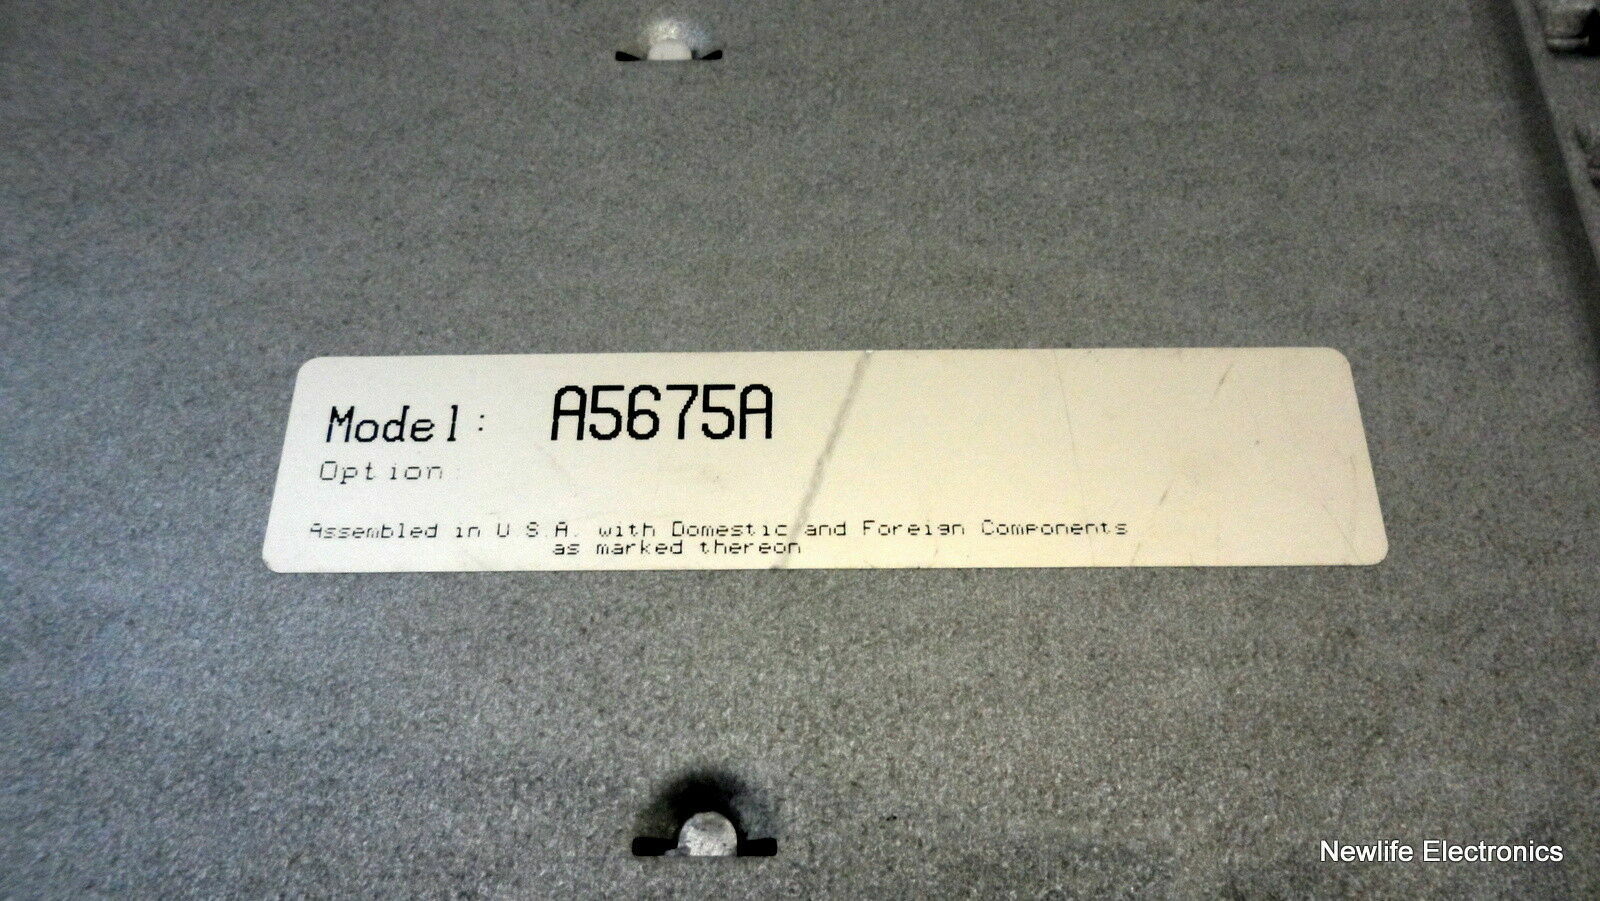 Model: A5675A
Option
Assembled in U.S.A. with Domestic and Foreign Components
as marked thereon
Newlife Electronics